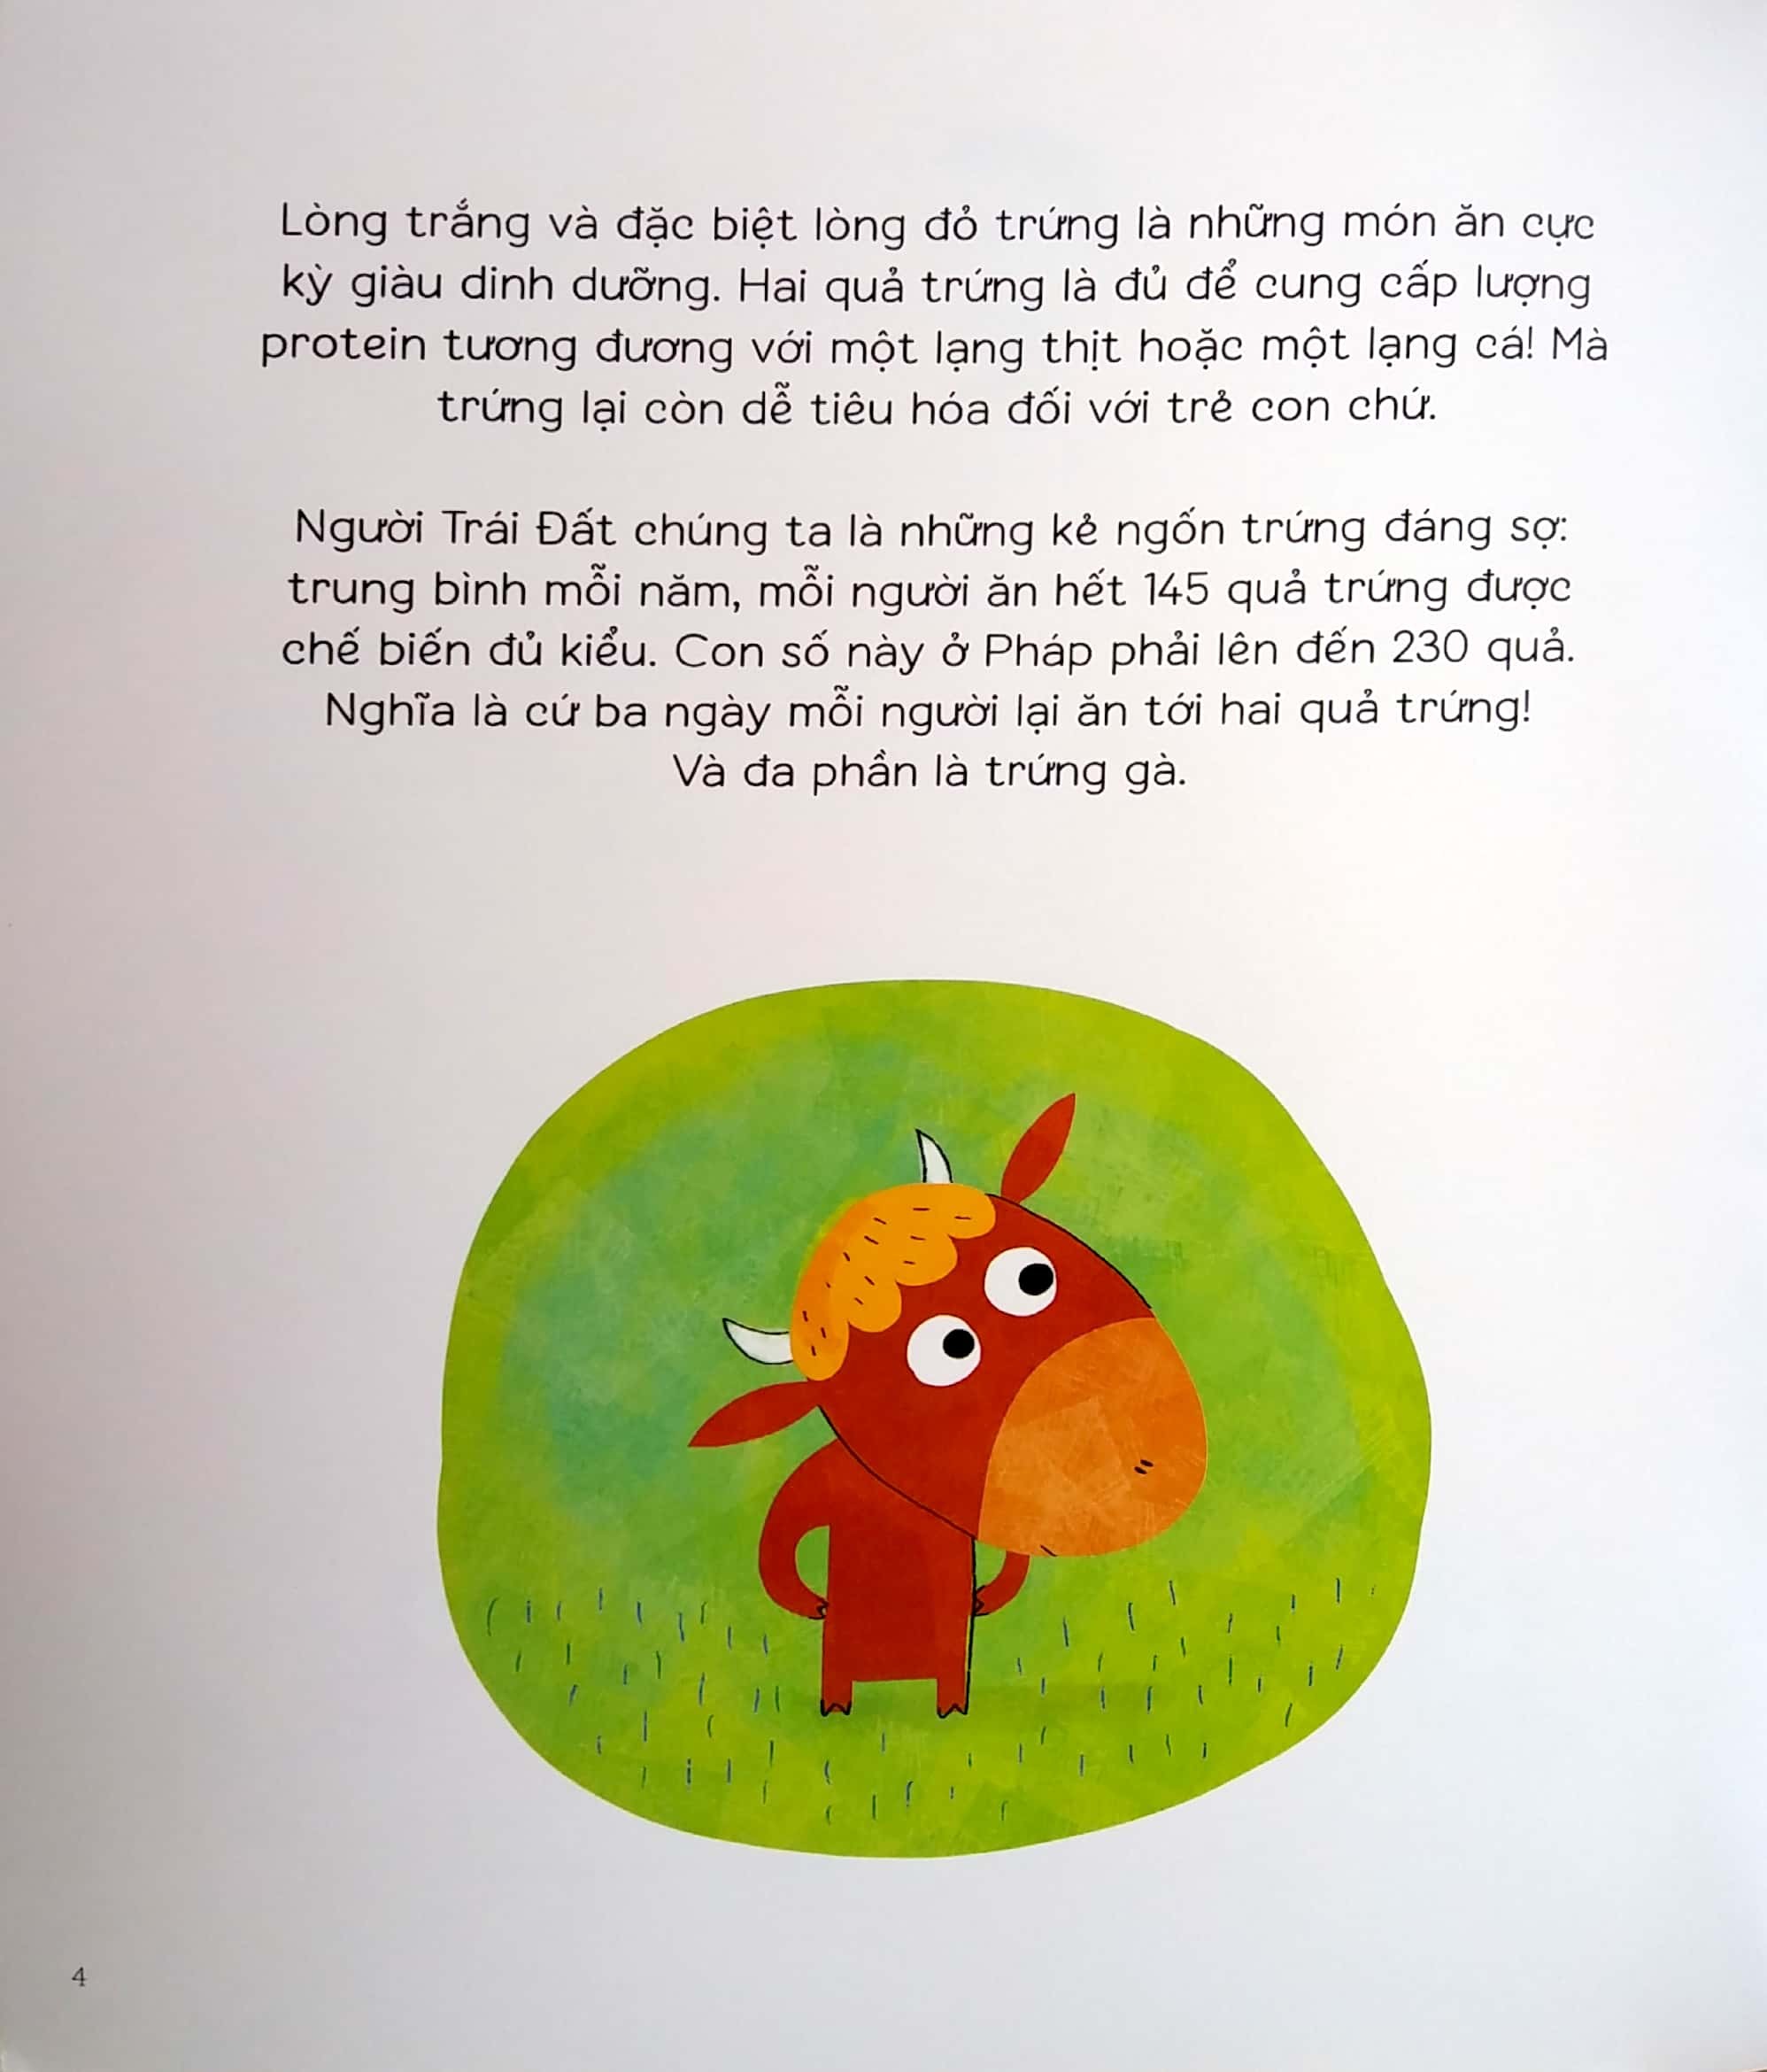 Lòng trắng và đặc biệt lòng đỏ trứng là những món ăn cực
kỳ giàu dinh dưỡng. Hai quả trứng là đủ để cung cấp lượng
protein tương đương với một lạng thịt hoặc một lạng cá! Mà
trứng lại còn dễ tiêu hóa đối với trẻ con chứ.
Người Trái Đất chúng ta là những kẻ ngốn trứng đáng sợ:
trung bình mỗi năm, mỗi người ăn hết 145 quả trứng được
chế biến đủ kiểu. Con số này ở Pháp phải lên đến 230 quả.
Nghĩa là cứ ba ngày mỗi người lại ăn tới hai quả trứng!
Và đa phần là trứng gà.
4